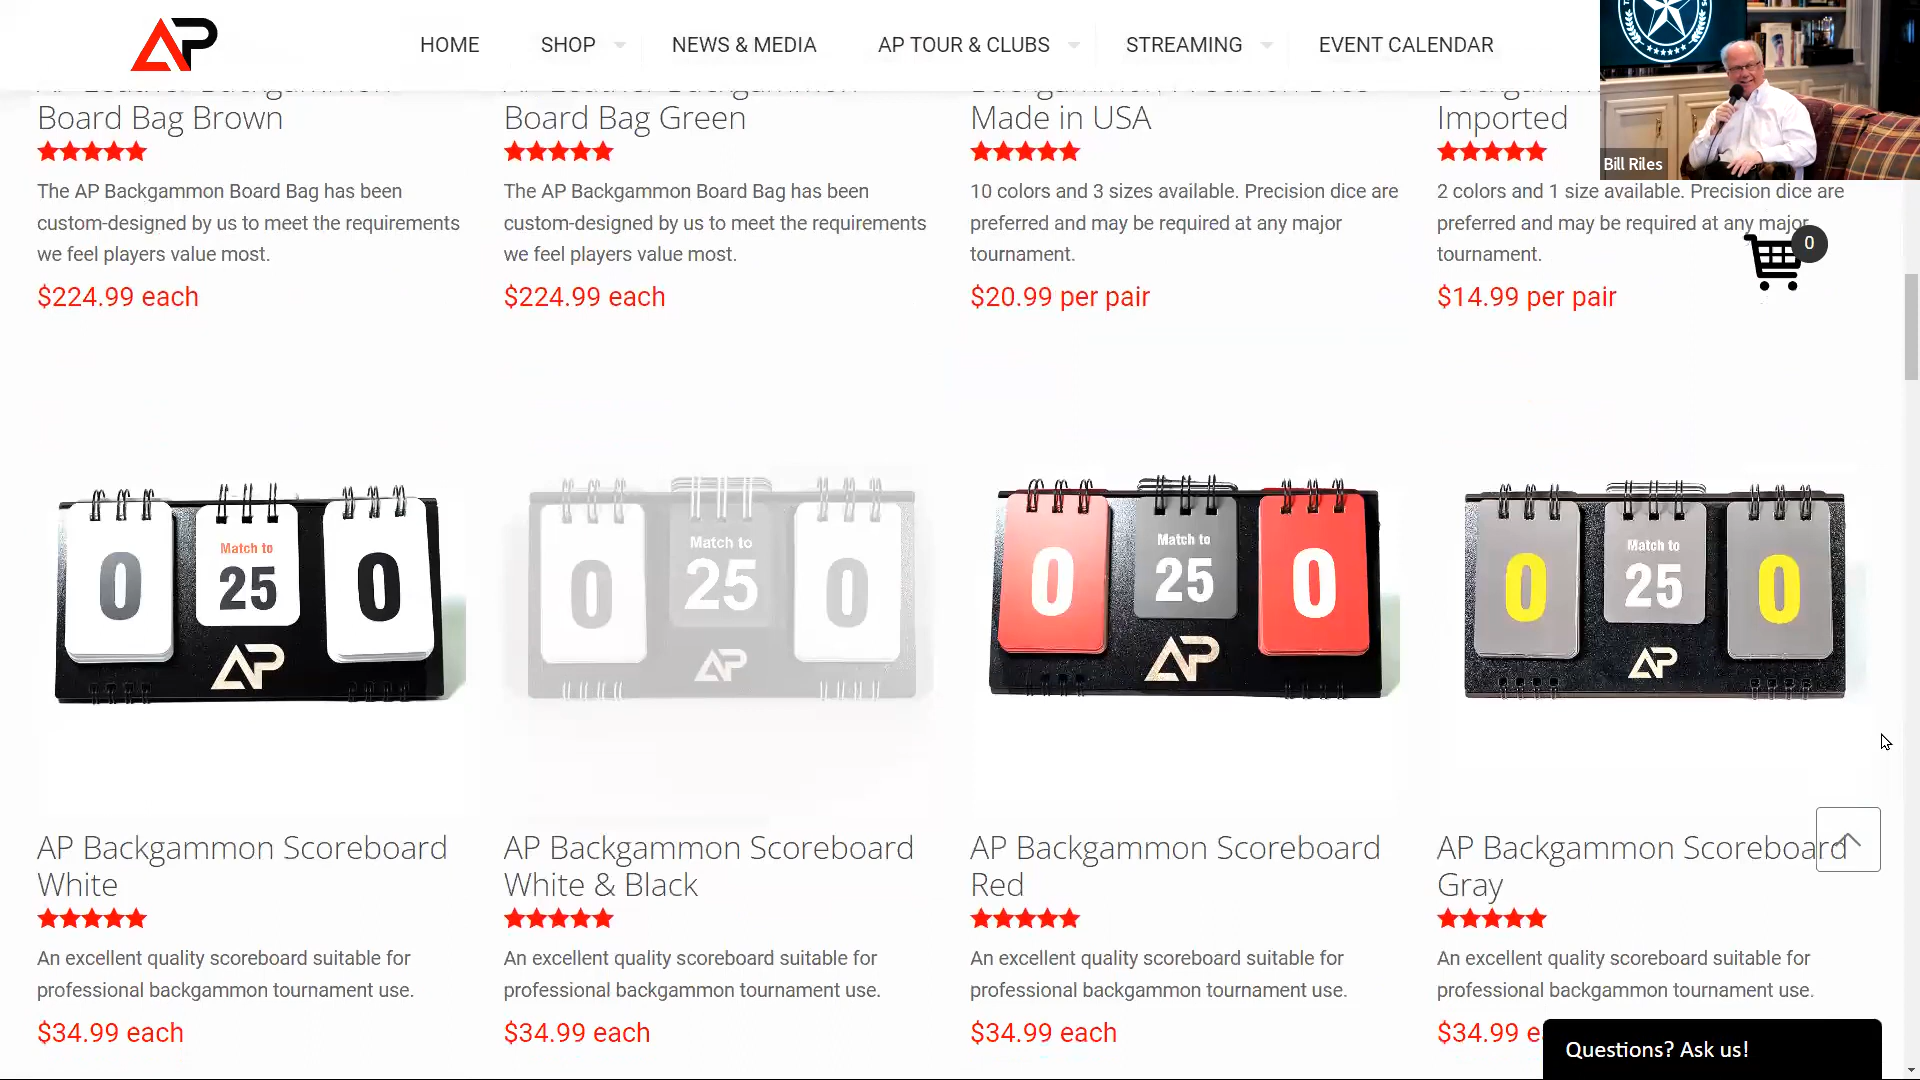 AP
HOME
SHOP
NEWS & MEDIA
AP TOUR & CLUBS
STREAMING
EVENT CALENDAR
Bill Riles
Board Bag Brown
The AP Backgammon Board Bag has been
custom-designed by us to meet the requirements
we feel players value most.
$224.99 each
Board Bag Green
The AP Backgammon Board Bag has been
custom-designed by us to meet the requirements
we feel players value most.
$224.99 each
Made in USA
10 colors and 3 sizes available. Precision dice are
preferred and may be required at any major
tournament.
$20.99 per pair
Imported
2 colors and 1 size available. Precision dice are
preferred and may be required at any major
tournament.
$14.99 per pair
0
0
Match to
25
0
AP
0
Match to
25
0
AP
0
Match to
25
0
AP
0
Match to
25
0
AP
AP Backgammon Scoreboard
White
An excellent quality scoreboard suitable for
professional backgammon tournament use.
$34.99 each
AP Backgammon Scoreboard
White & Black
An excellent quality scoreboard suitable for
professional backgammon tournament use.
$34.99 each
AP Backgammon Scoreboard
Red
An excellent quality scoreboard suitable for
professional backgammon tournament use.
$34.99 each
AP Backgammon Scoreboard
Gray
An excellent quality scoreboard suitable for
professional backgammon tournament use.
$34.99
Questions? Ask us!